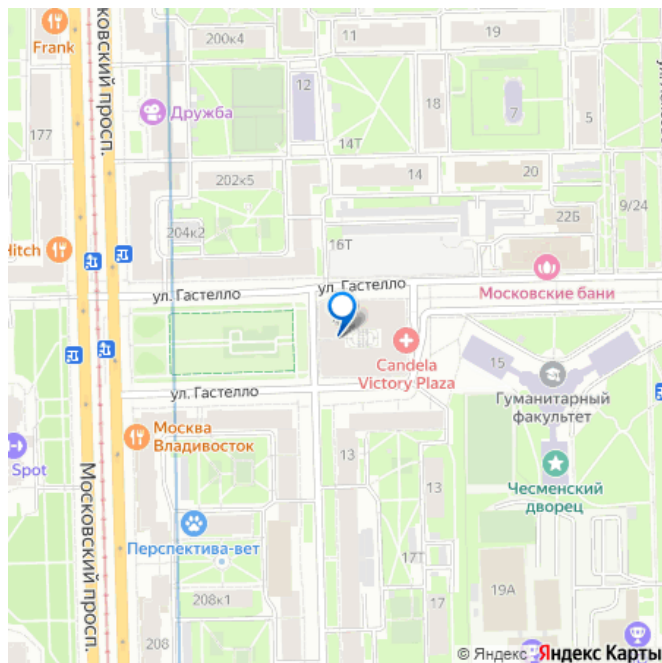 200к4
11
19
Frank
Московский просп.
12
18
7
5
Дружба
177
14Т
202к5
14
20
22Б
9/24
204к2
16Т
Hitch
ул. Гастелло
ул. Гастелло
Московские бани
Candela
Victory Plaza
15
Гуманитарный
факультет
ул. Гастелло
Москва
Владивосток
Spot
13
13
Чесменский
дворец
Московский просп.
Перспектива-вет
17Т
19А
208к1
17
208
© Яндекс
Яндекс Карты